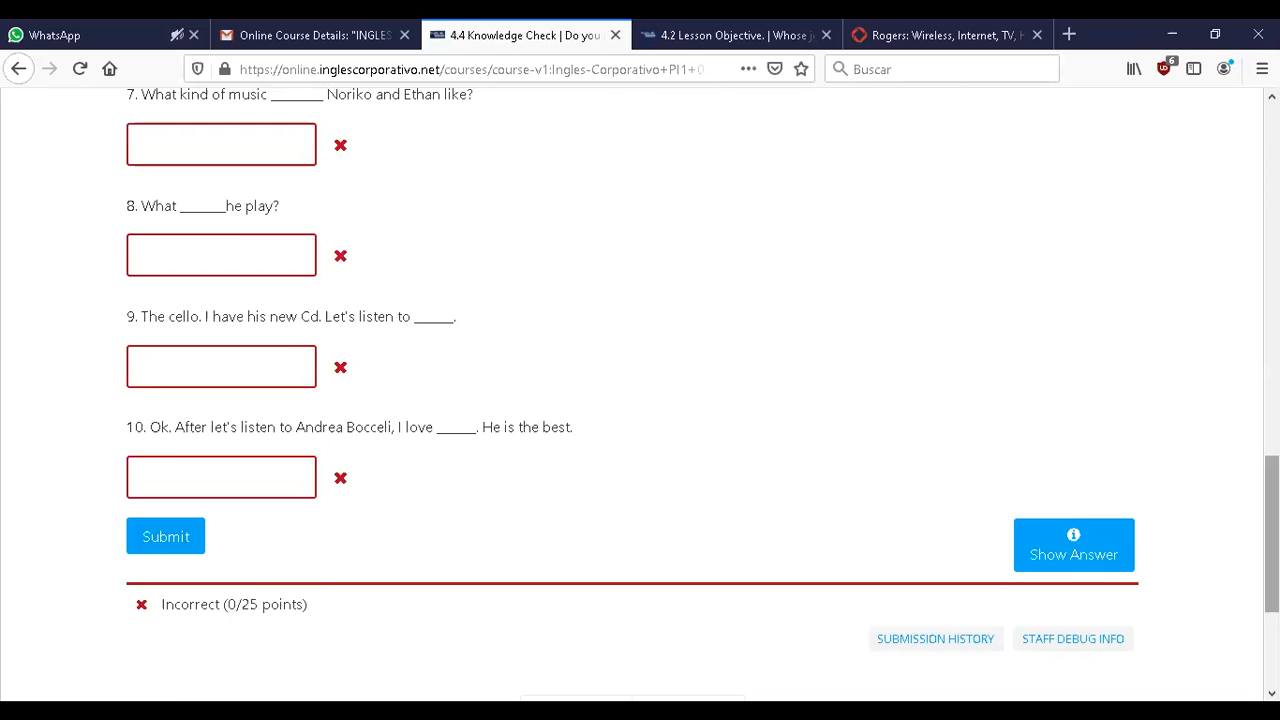 WhatsApp
Online Course Details: "INGLES
4.4 Knowledge Check | Do you
4.2 Lesson Objective. | Whose j
Rogers: Wireless, Internet, TV, H
https://online.inglescorporativo.net/courses/course-v1:Ingles-Corporativo+PI1+0
Buscar
6
7. What kind of music ________ Noriko and Ethan like?
8. What _______he play?
9. The cello. I have his new Cd. Let's listen to ______.
10. Ok. After let's listen to Andrea Bocceli, I love ______. He is the best.
Submit
Show Answer
Incorrect (0/25 points)
SUBMISSION HISTORY
STAFF DEBUG INFO